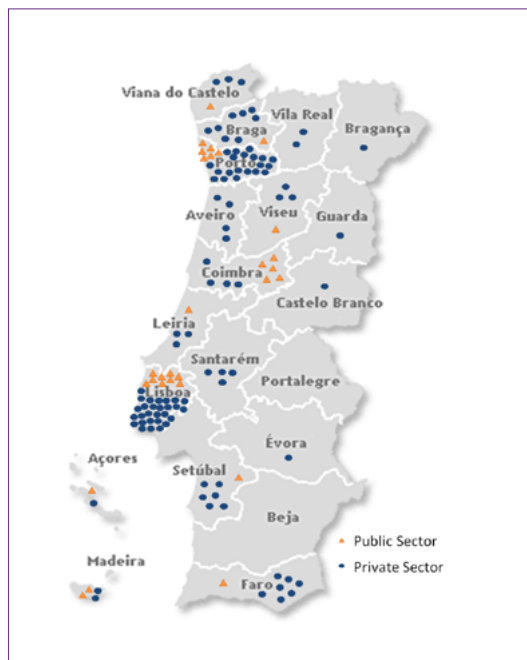 Viana do Castelo
Vila Real
Braga
Bragança
Porto
Aveiro
Viseu
Guarda
Coimbra
Castelo Branco
Leiria
Santarém
Lisboa
Portalegre
Açores
Évora
Setúbal
Beja
Public Sector
Madeira
Private Sector
Faro